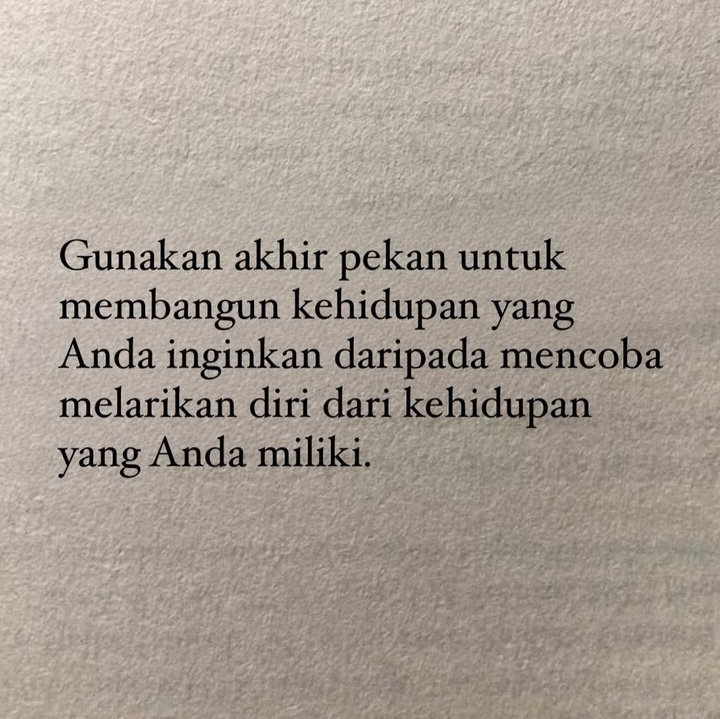 Gunakan akhir pekan untuk
membangun kehidupan yang
Anda inginkan daripada mencoba
melarikan diri dari kehidupan
yang Anda miliki.